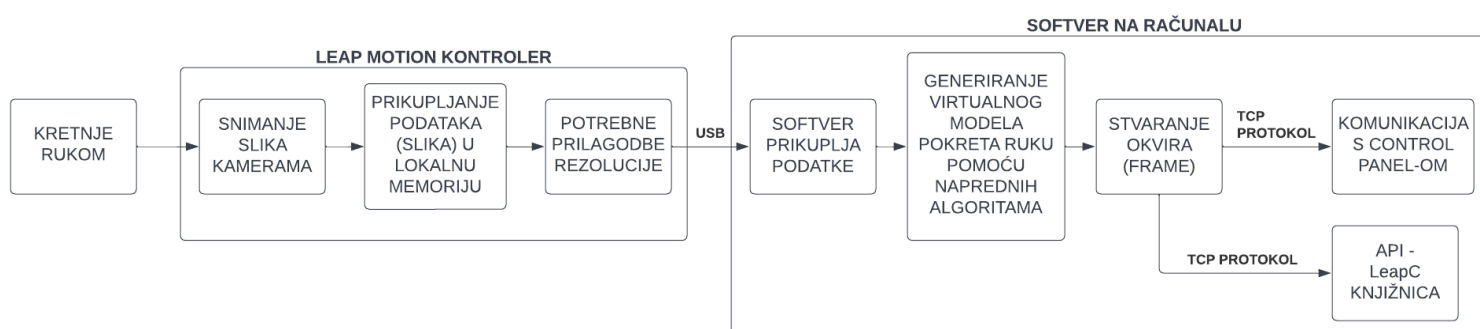 SOFTVER NA RAČUNALU
LEAP MOTION KONTROLER
KRETNJE
RUKOM
SNIMANJE
SLIKA
KAMERAMA
PRIKUPLJANJE
PODATAKA
(SLIKA) U
LOKALNU
MEMORIJU
POTREBNE
PRILAGODBE
REZOLUCIJE
USB
SOFTVER
PRIKUPLJA
PODATKE
GENERIRANJE
VIRTUALNOG
MODELA
POKRETA RUKU
POMOĆU
NAPREDNIH
ALGORITAMA
STVARANJE
OKVIRA
(FRAME)
TCP
PROTOKOL
KOMUNIKACIJA
S CONTROL
PANEL-OM
TCP PROTOKOL
API -
LeapC
KNJIŽNICA